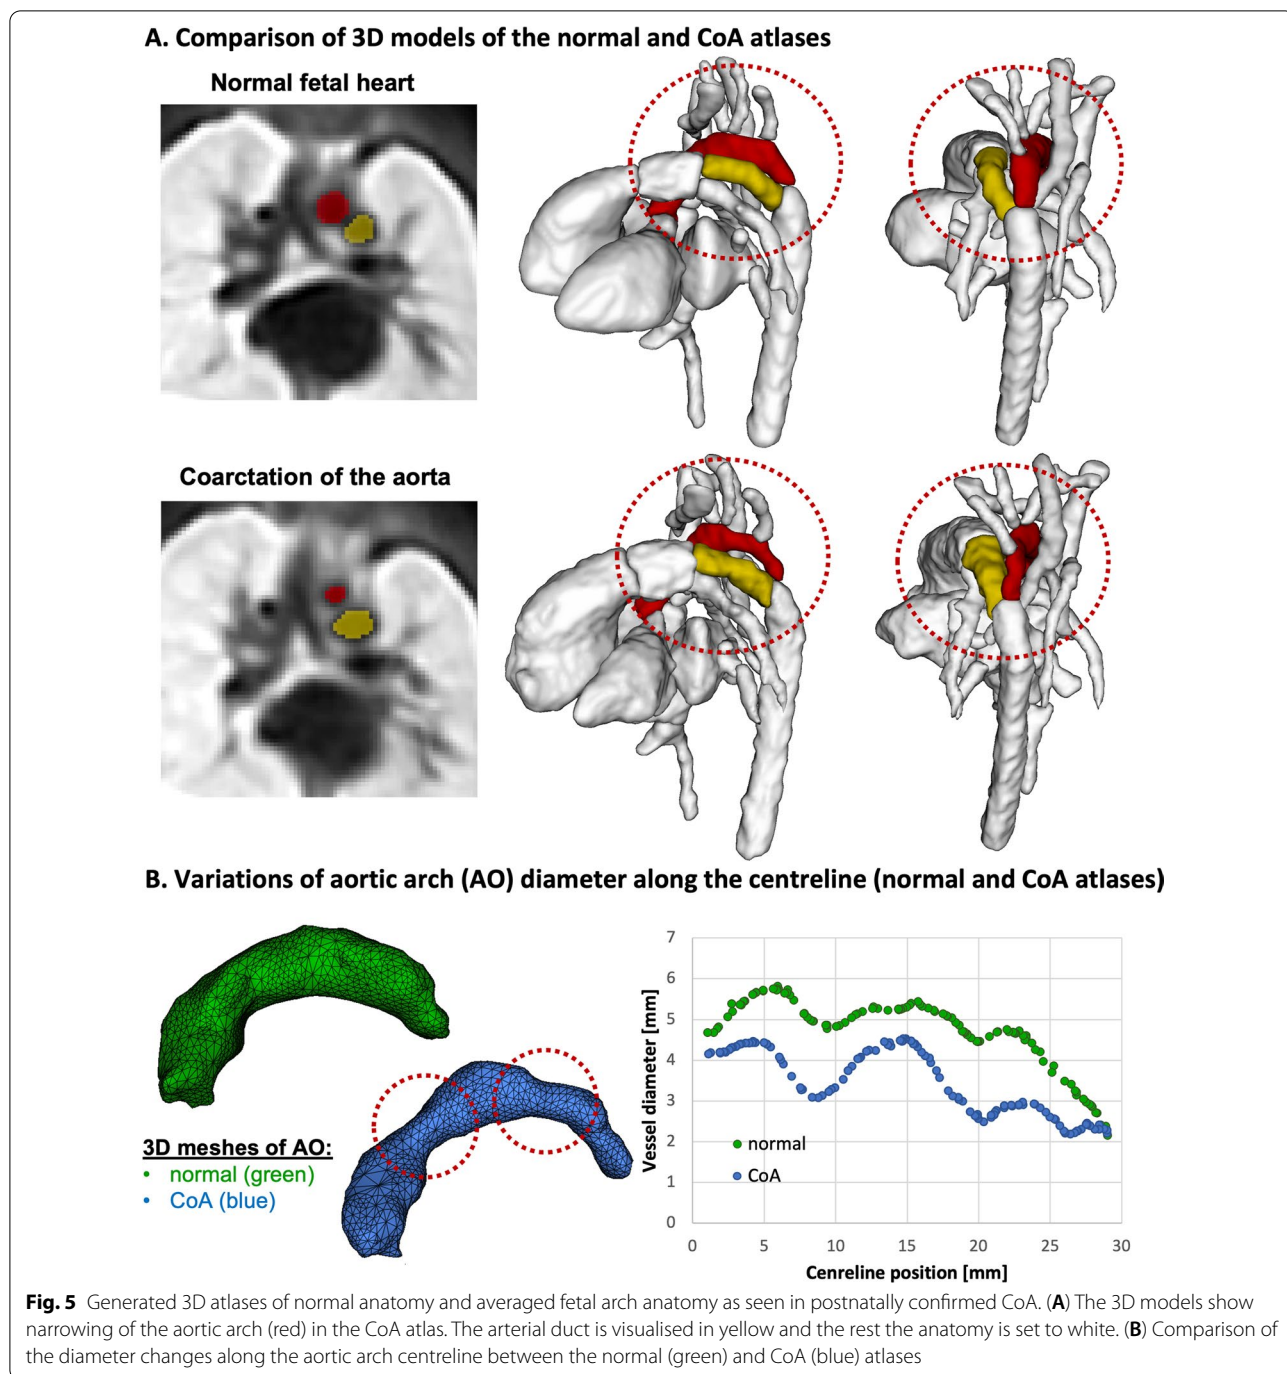 A. Comparison of 3D models of the normal and CoA atlases
Normal fetal heart
Coarctation of the aorta
B. Variations of aortic arch (AO) diameter along the centreline (normal and CoA atlases)
3D meshes of AO:
• normal (green)
• CoA (blue)
Vessel diameter [mm]
7
6
5
4
3
2
1
0
normal
CoA
0 5 10 15 20 25 30
Cenreline position [mm]
Fig. 5 Generated 3D atlases of normal anatomy and averaged fetal arch anatomy as seen in postnatally confirmed CoA. (A) The 3D models show
narrowing of the aortic arch (red) in the CoA atlas. The arterial duct is visualised in yellow and the rest the anatomy is set to white. (B) Comparison of
the diameter changes along the aortic arch centreline between the normal (green) and CoA (blue) atlases